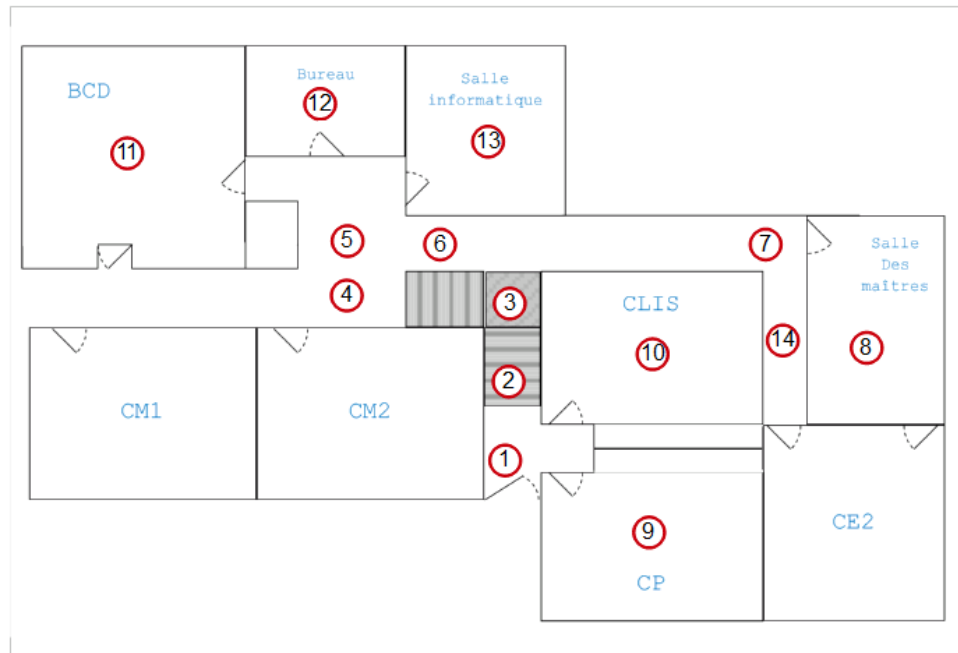 Bureau
BCD
Salle
informatique
12
11
13
5
6
7
Salle
Des
maîtres
4
3
CLIS
14
8
10
2
CM1
CM2
1
9
CE2
CP